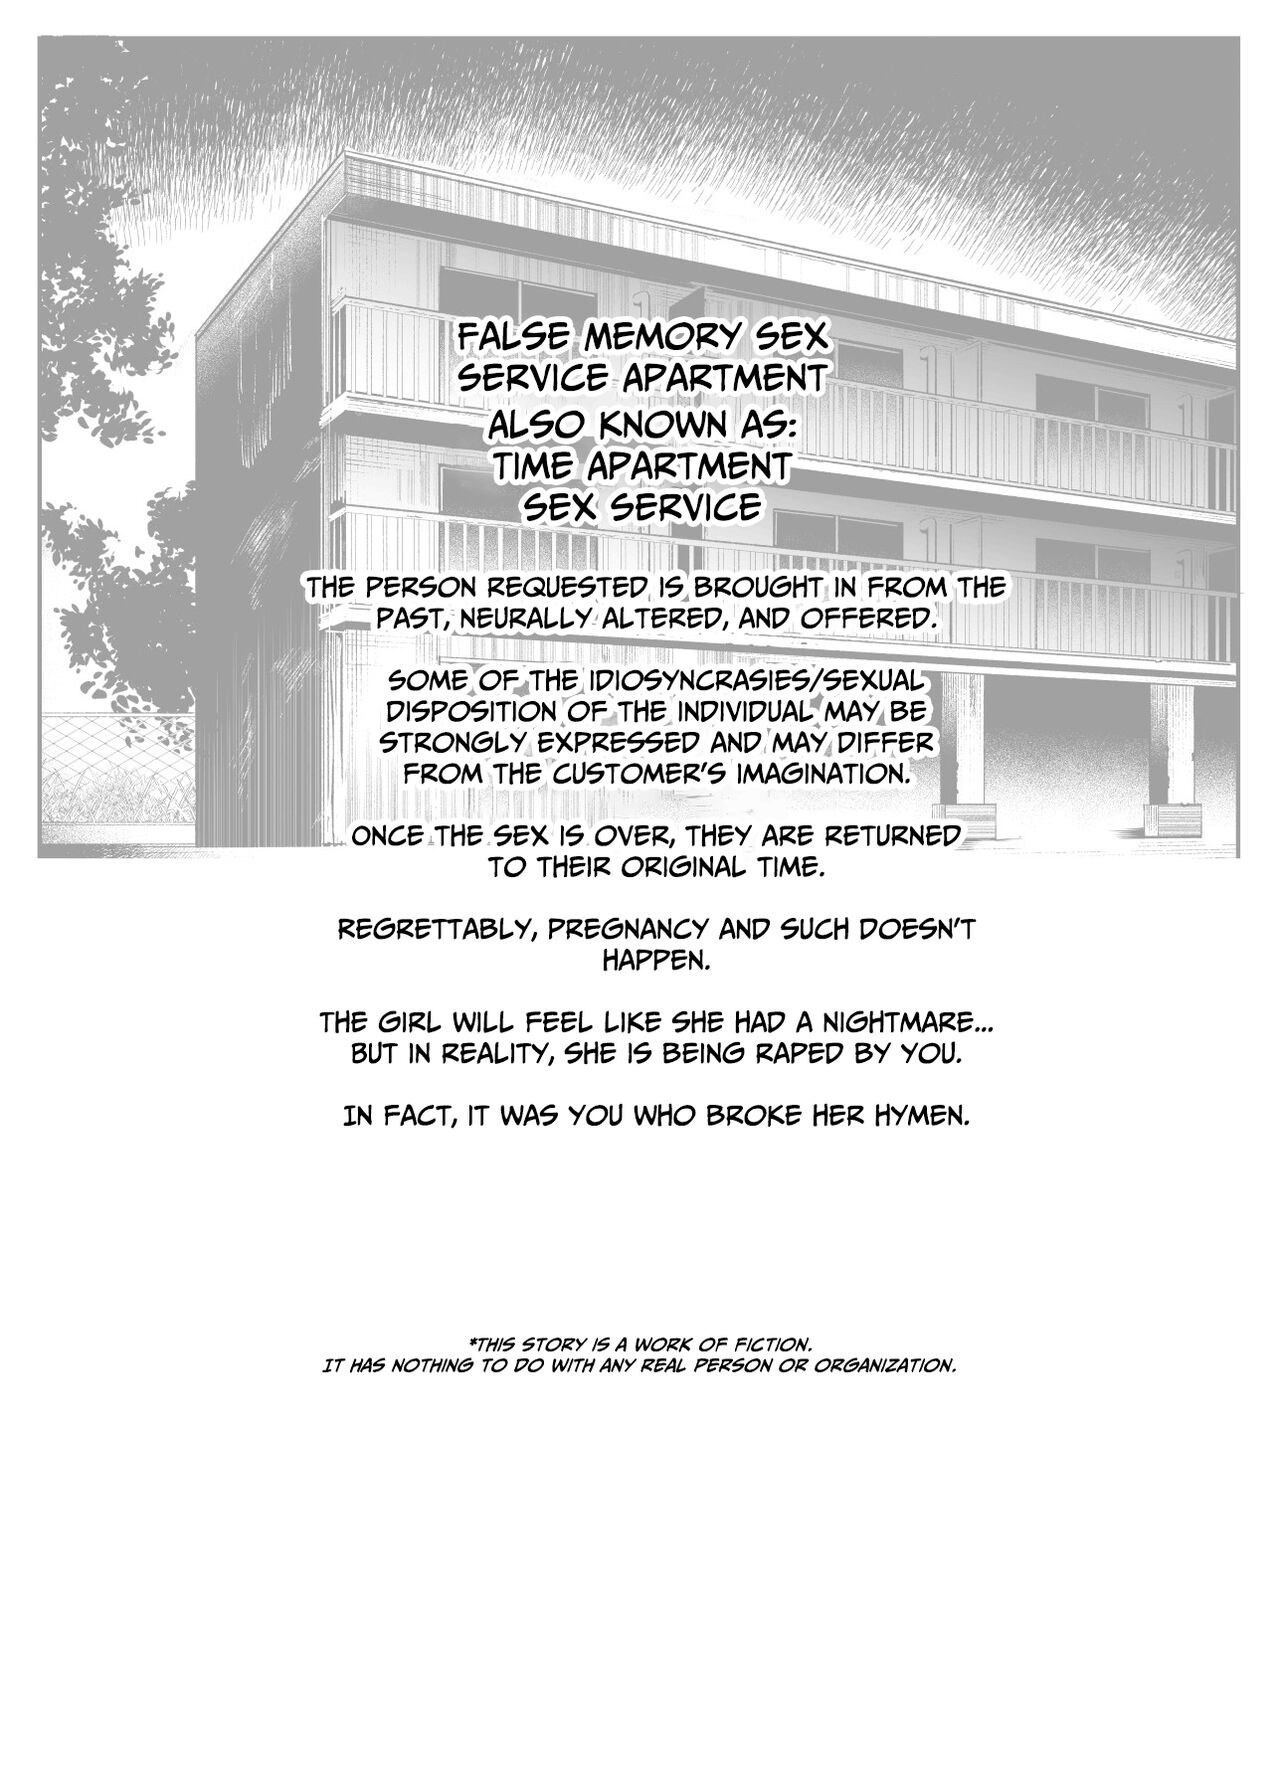 FALSE MEMORY SEX
SERVICE APARTMENT
ALSO KNOWN AS:
TIME APARTMENT
SEX SERVICE
THE PERSON REQUESTED IS BROUGHT IN FROM THE
PAST, NEURALLY ALTERED, AND OFFERED.
SOME OF THE IDIOSYNCRASIES/SEXUAL
DISPOSITION OF THE INDIVIDUAL MAY BE
STRONGLY EXPRESSED AND MAY DIFFER
FROM THE CUSTOMER'S IMAGINATION.
ONCE THE SEX IS OVER, THEY ARE RETURNED
TO THEIR ORIGINAL TIME.
REGRETTABLY, PREGNANCY AND SUCH DOESN'T
HAPPEN.
THE GIRL WILL FEEL LIKE SHE HAD A NIGHTMARE...
BUT IN REALITY, SHE IS BEING RAPED BY YOU.
IN FACT, IT WAS YOU WHO BROKE HER HYMEN.
*THIS STORY IS A WORK OF FICTION.
IT HAS NOTHING TO DO WITH ANY REAL PERSON OR ORGANIZATION.